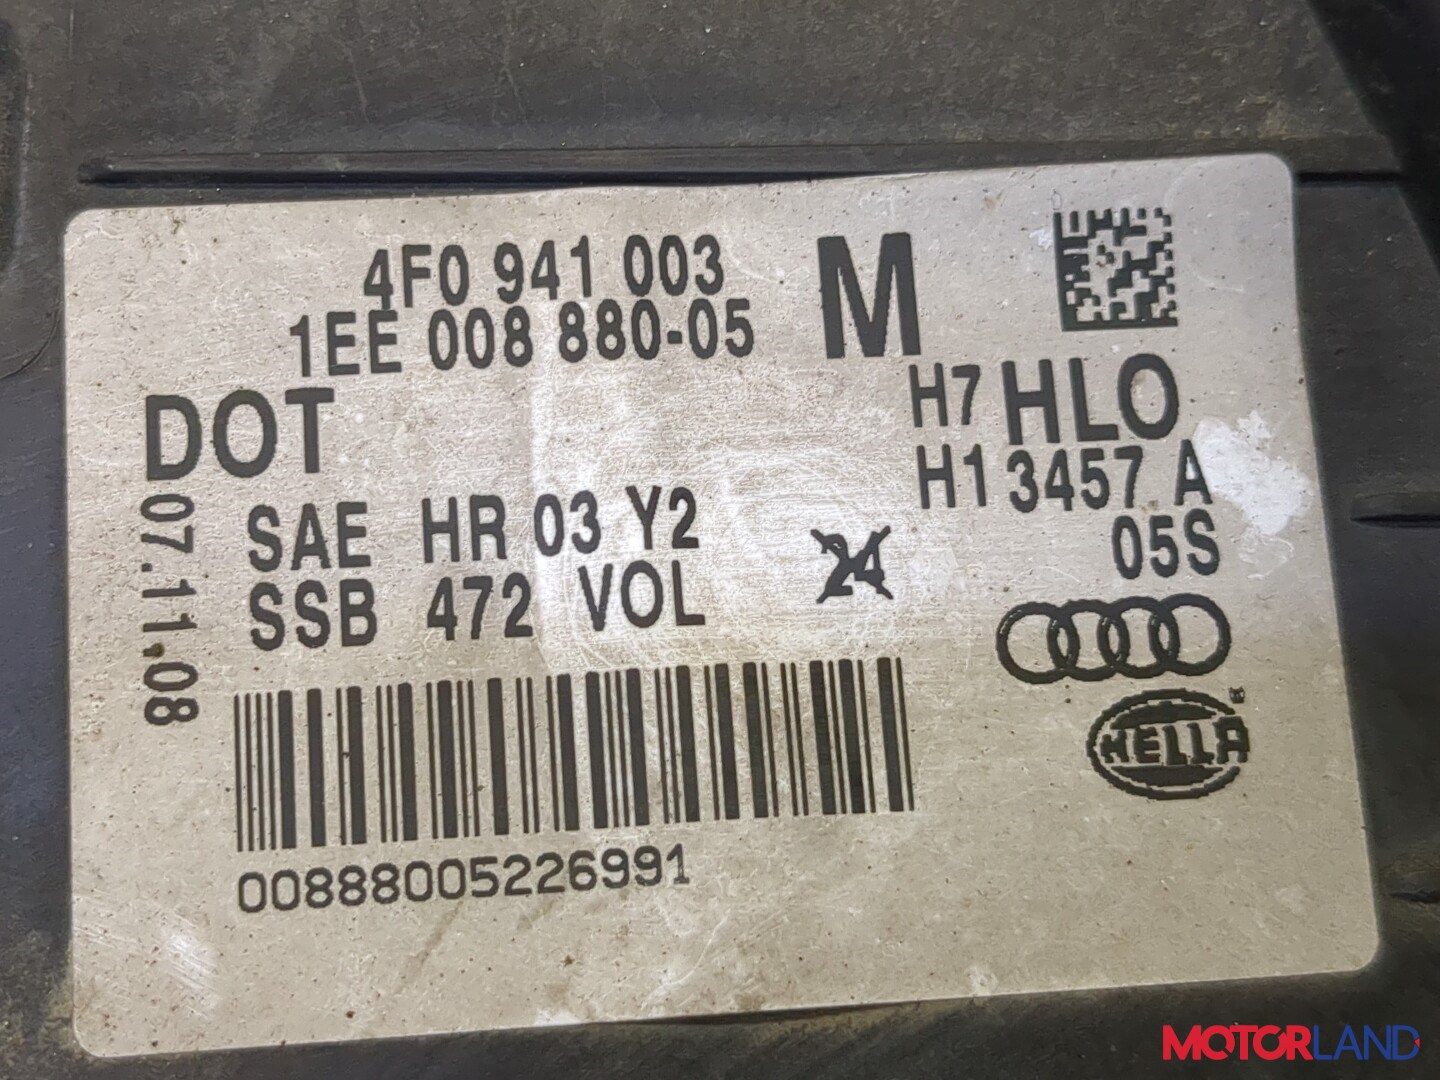 4F0 941 003 M
1EE 008 880-05
DOT
H7 HLO
H1 3457 A
SAE HR 03 Y2
24
05S
SSB 472 VOL
07.11.08
HELLA
00888005226991
MOTORLAND